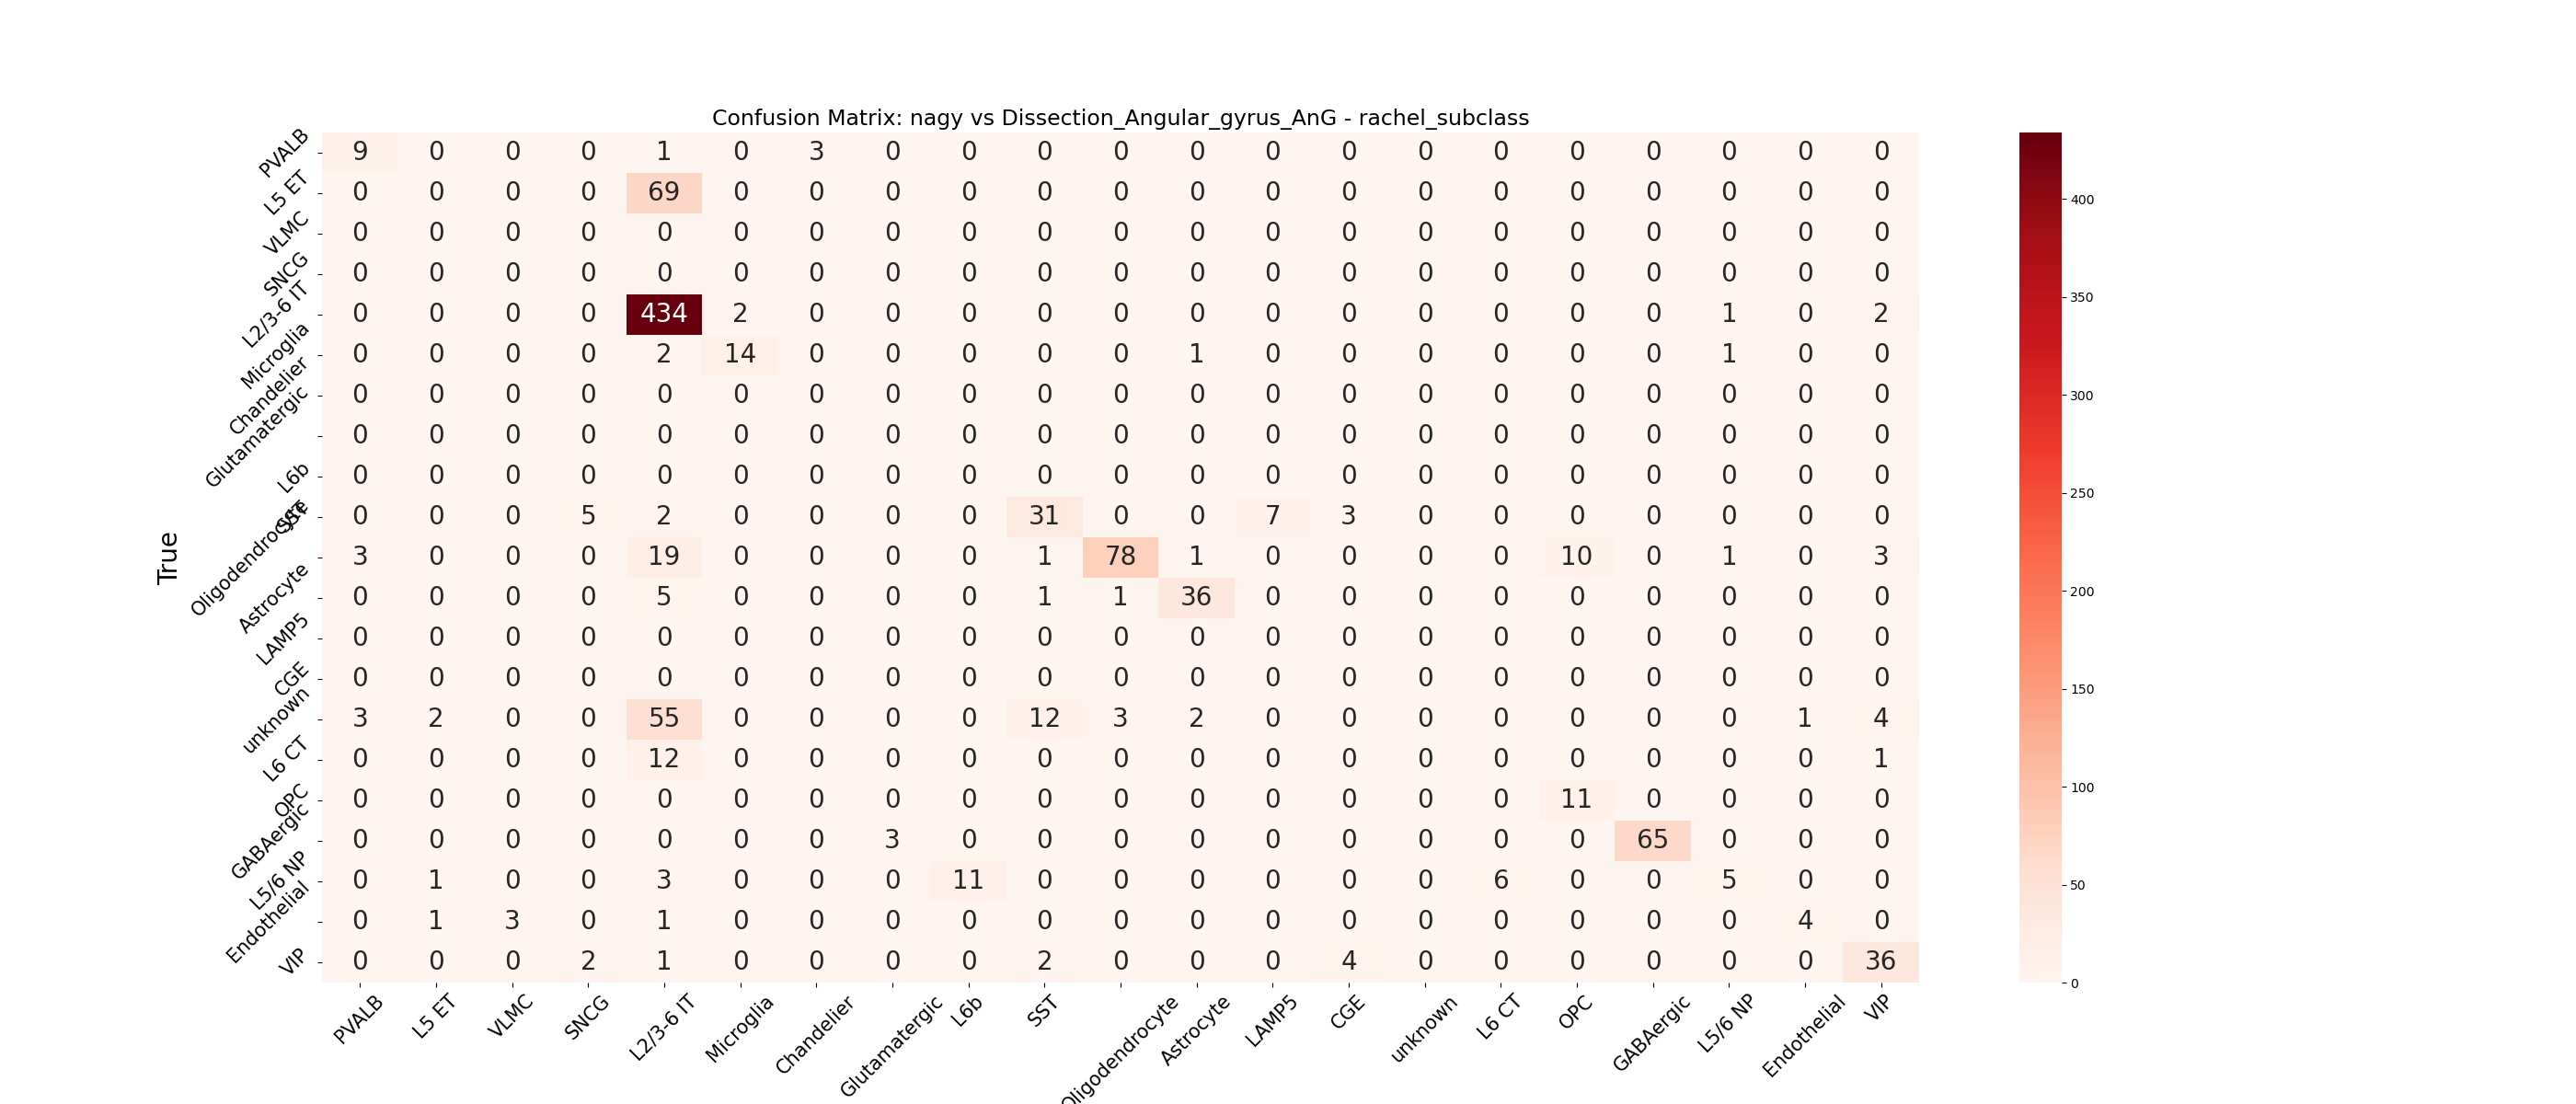 Confusion Matrix: nagy vs Dissection_Angular_gyrus_AnG - rachel_subclass
True
PVALB 9 0 0 0 1 0 3 0 0 0 0 0 0 0 0 0 0 0 0 0 0
L5 ET 0 0 0 0 69 0 0 0 0 0 0 0 0 0 0 0 0 0 0 0 0
VLMC 0 0 0 0 0 0 0 0 0 0 0 0 0 0 0 0 0 0 0 0 0
SNCG 0 0 0 0 0 0 0 0 0 0 0 0 0 0 0 0 0 0 0 0 0
L2/3-6 IT 0 0 0 0 434 2 0 0 0 0 0 0 0 0 0 0 0 0 1 0 2
Microglia 0 0 0 0 2 14 0 0 0 0 0 1 0 0 0 0 0 0 1 0 0
Chandelier 0 0 0 0 0 0 0 0 0 0 0 0 0 0 0 0 0 0 0 0 0
Glutamatergic 0 0 0 0 0 0 0 0 0 0 0 0 0 0 0 0 0 0 0 0 0
L6b 0 0 0 0 0 0 0 0 0 0 0 0 0 0 0 0 0 0 0 0 0
SST 0 0 0 5 2 0 0 0 0 31 0 0 7 3 0 0 0 0 0 0 0
Oligodendrocyte 3 0 0 0 19 0 0 0 0 1 78 1 0 0 0 0 10 0 1 0 3
Astrocyte 0 0 0 0 5 0 0 0 0 1 1 36 0 0 0 0 0 0 0 0 0
LAMP5 0 0 0 0 0 0 0 0 0 0 0 0 0 0 0 0 0 0 0 0 0
CGE 0 0 0 0 0 0 0 0 0 0 0 0 0 0 0 0 0 0 0 0 0
unknown 3 2 0 0 55 0 0 0 0 12 3 2 0 0 0 0 0 0 0 1 4
L6 CT 0 0 0 0 12 0 0 0 0 0 0 0 0 0 0 0 0 0 0 0 1
OPC 0 0 0 0 0 0 0 0 0 0 0 0 0 0 0 0 11 0 0 0 0
GABAergic 0 0 0 0 0 0 0 3 0 0 0 0 0 0 0 0 0 65 0 0 0
L5/6 NP 0 1 0 0 3 0 0 0 11 0 0 0 0 0 0 6 0 0 5 0 0
Endothelial 0 1 3 0 1 0 0 0 0 0 0 0 0 0 0 0 0 0 0 4 0
VIP 0 0 0 2 1 0 0 0 0 2 0 0 0 4 0 0 0 0 0 0 36
PVALB L5 ET VLMC SNCG L2/3-6 IT Microglia Chandelier Glutamatergic L6b SST Oligodendrocyte Astrocyte LAMP5 CGE unknown L6 CT OPC GABAergic L5/6 NP Endothelial VIP
400
350
300
250
200
150
100
50
0